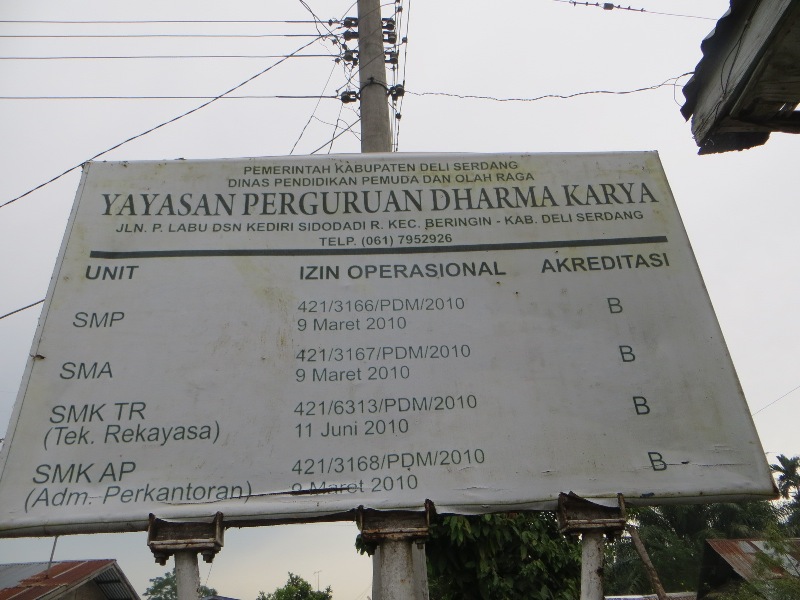 PEMERINTAH KABUPATEN DELI SERDANG
DINAS PENDIDIKAN PEMUDA DAN OLAH RAGA
YAYASAN PERGURUAN DHARMA KARYA
JLN. P. LABU DSN KEDIRI SIDODADI R. KEC. BERINGIN - KAB. DELI SERDANG
TELP. (061) 7952926
UNIT IZIN OPERASIONAL AKREDITASI
SMP 421/3166/PDM/2010 B
9 Maret 2010
SMA 421/3167/PDM/2010 B
9 Maret 2010
SMK TR 421/6313/PDM/2010 B
(Tek. Rekayasa) 11 Juni 2010
SMK AP 421/3168/PDM/2010 B
(Adm. Perkantoran) 9 Maret 2010